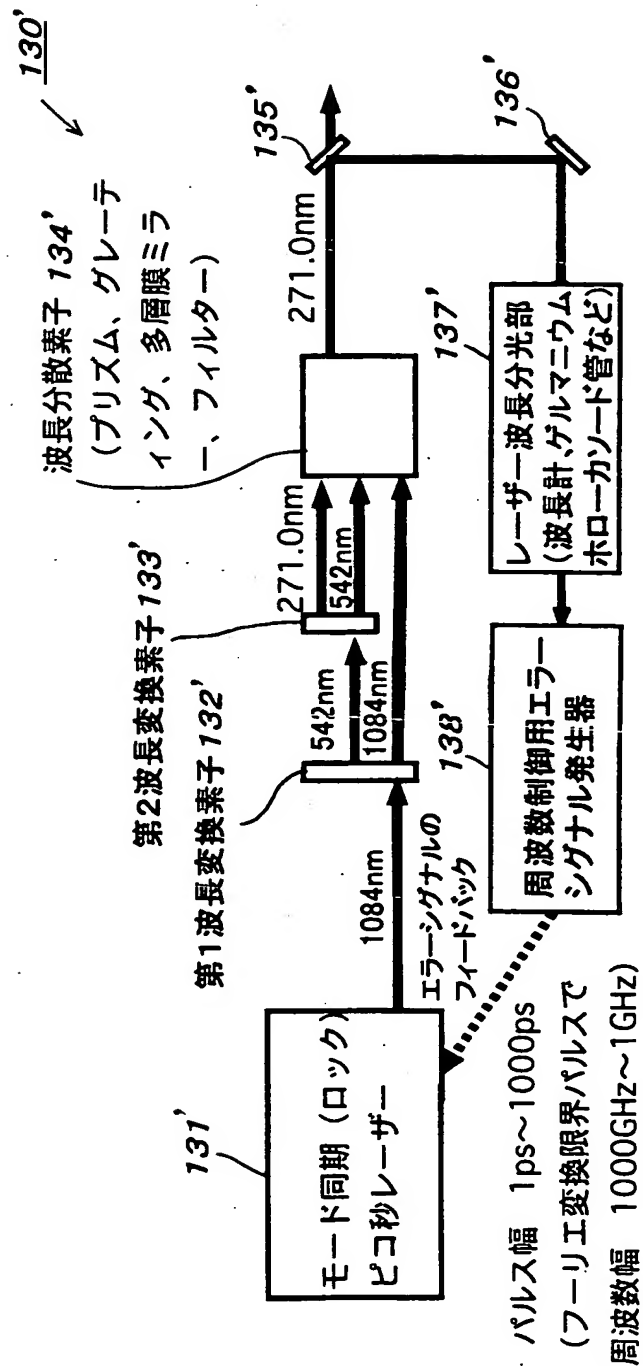 130'
波長分散素子 134'
(プリズム、グレーテ
ィング、多層膜ミラ
ー、フィルター)
第2波長変換素子 133'
第1波長変換素子 132'
131'
モード同期 (ロック)
ピコ秒レーザー
1084nm
542nm
1084nm
271.0nm
542nm
271.0nm
135'
136'
137'
レーザー波長分光部
(波長計、ゲルマニウム
ホローカソード管など)
138'
周波数制御用エラー
シグナル発生器
エラーシグナルの
フィードバック
パルス幅 1ps~1000ps
(フーリエ変換限界パルスで
周波数幅 1000GHz~1GHz)